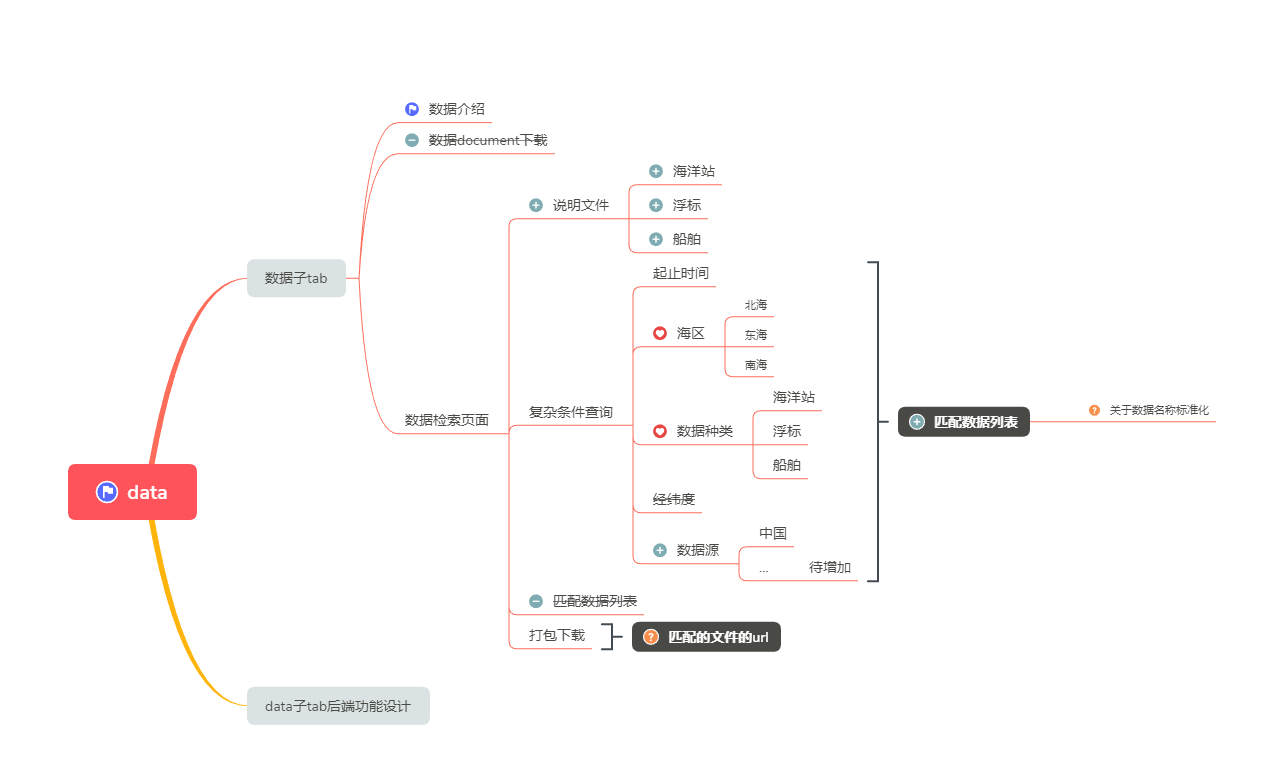 数据介绍
数据document下载
海洋站
说明文件
浮标
船舶
起止时间
数据子tab
北海
海区
东海
南海
海洋站
数据检索页面
复杂条件查询
数据种类
浮标
船舶
匹配数据列表
关于数据名称标准化
data
经纬度
中国
数据源
... 待增加
匹配数据列表
打包下载
匹配的文件的url
data子tab后端功能设计